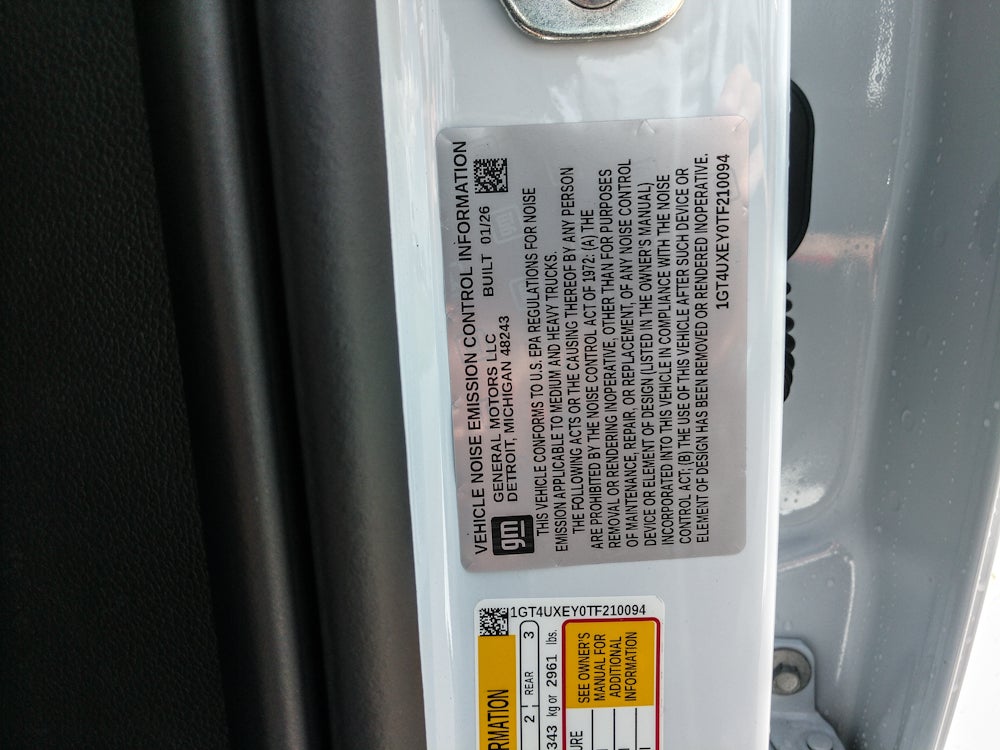 VEHICLE NOISE EMISSION CONTROL INFORMATION
gm
GENERAL MOTORS LLC BUILT 01/26
DETROIT, MICHIGAN 48243
THIS VEHICLE CONFORMS TO U.S. EPA REGULATIONS FOR NOISE
EMISSION APPLICABLE TO MEDIUM AND HEAVY TRUCKS.
THE FOLLOWING ACTS OR THE CAUSING THEREOF BY ANY PERSON
ARE PROHIBITED BY THE NOISE CONTROL ACT OF 1972: (A) THE
REMOVAL OR RENDERING INOPERATIVE, OTHER THAN FOR PURPOSES
OF MAINTENANCE, REPAIR, OR REPLACEMENT, OF ANY NOISE CONTROL
DEVICE OR ELEMENT OF DESIGN (LISTED IN THE OWNER'S MANUAL)
INCORPORATED INTO THIS VEHICLE IN COMPLIANCE WITH THE NOISE
CONTROL ACT; (B) THE USE OF THIS VEHICLE AFTER SUCH DEVICE OR
ELEMENT OF DESIGN HAS BEEN REMOVED OR RENDERED INOPERATIVE.
1GT4UXEY0TF210094
1GT4UXEY0TF210094
RMATION
2 REAR 3
343 kg or 2961 lbs.
SEE OWNER'S
MANUAL FOR
ADDITIONAL
INFORMATION
URE